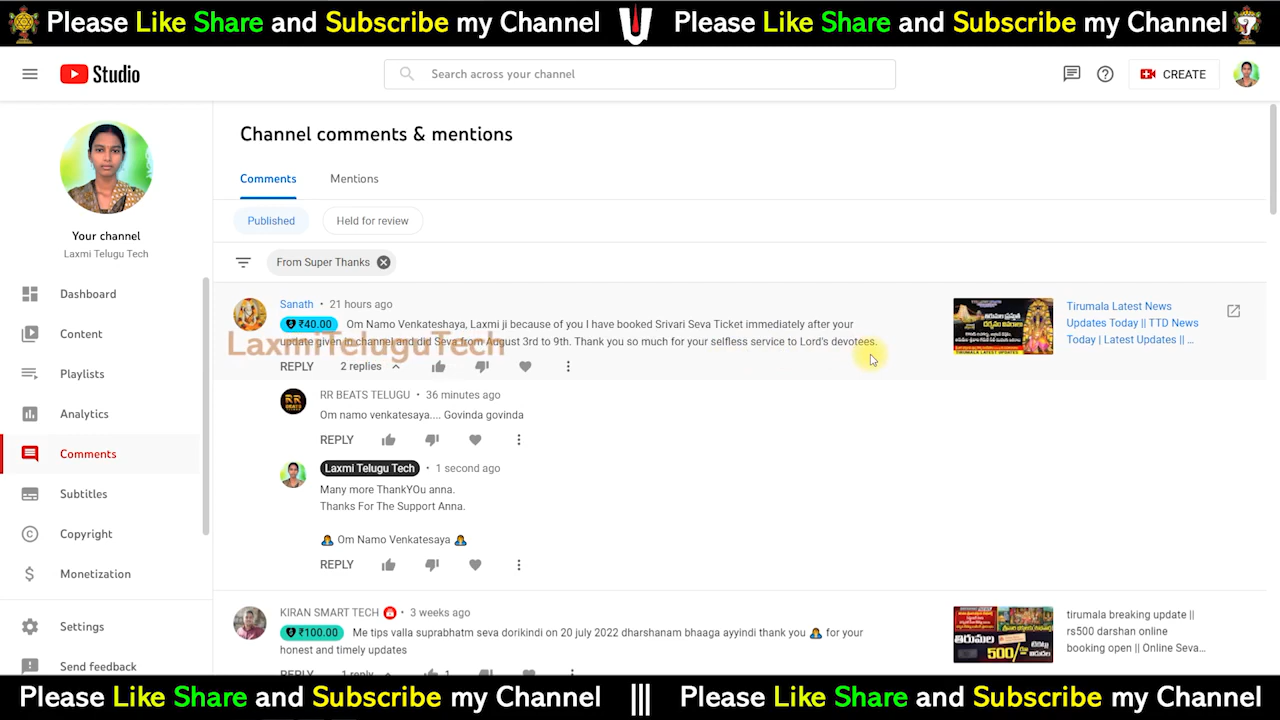 Please Like Share and Subscribe my Channel
Please Like Share and Subscribe my Channel
Studio
Search across your channel
CREATE
Your channel
Laxmi Telugu Tech
Dashboard
Content
Playlists
Analytics
Comments
Subtitles
Copyright
Monetization
Settings
Send feedback
Channel comments & mentions
Comments
Mentions
Published
Held for review
From Super Thanks
Sanath • 21 hours ago
₹40.00 Om Namo Venkateshaya, Laxmi ji because of you I have booked Srivari Seva Ticket immediately after your
update given in channel and did Seva from August 3rd to 9th. Thank you so much for your selfless service to Lord's devotees.
LaxmiTeluguTech
REPLY 2 replies
Tirumala Latest News
Updates Today || TTD News
Today | Latest Updates || ...
RR BEATS TELUGU • 36 minutes ago
Om namo venkatesaya.... Govinda govinda
REPLY
Laxmi Telugu Tech • 1 second ago
Many more ThankYOu anna.
Thanks For The Support Anna.
Om Namo Venkatesaya
REPLY
KIRAN SMART TECH • 3 weeks ago
₹100.00 Me tips valla suprabhatm seva dorikindi on 20 july 2022 dharshanam bhaaga ayyindi thank you for your
honest and timely updates
REPLY 1 reply 1
500/-
tirumala breaking update ||
rs500 darshan online
booking open || Online Seva...
Please Like Share and Subscribe my Channel ||| Please Like Share and Subscribe my Channel